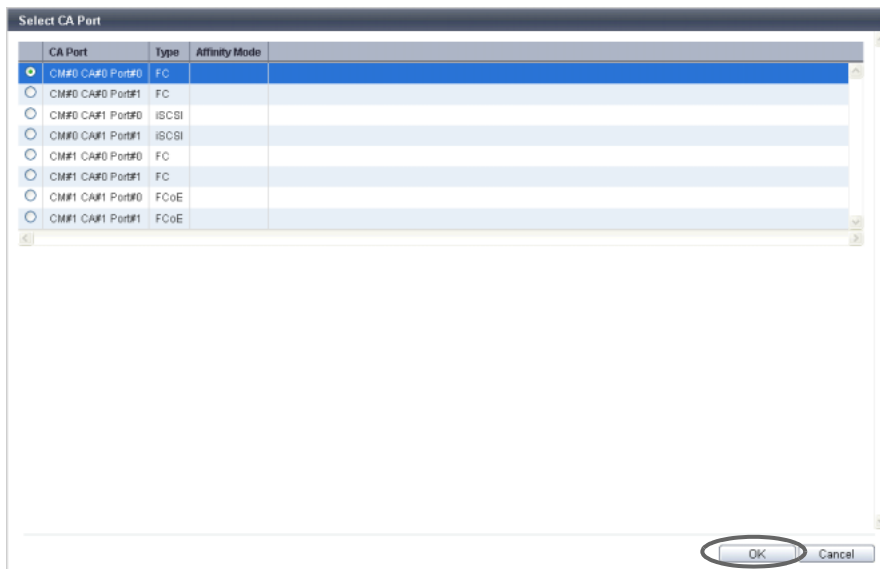 Select CA Port
CA Port Type Affinity Mode
CM#0 CA#0 Port#0 FC
CM#0 CA#0 Port#1 FC
CM#0 CA#1 Port#0 iSCSI
CM#0 CA#1 Port#1 iSCSI
CM#1 CA#0 Port#0 FC
CM#1 CA#0 Port#1 FC
CM#1 CA#1 Port#0 FCoE
CM#1 CA#1 Port#1 FCoE
OK Cancel